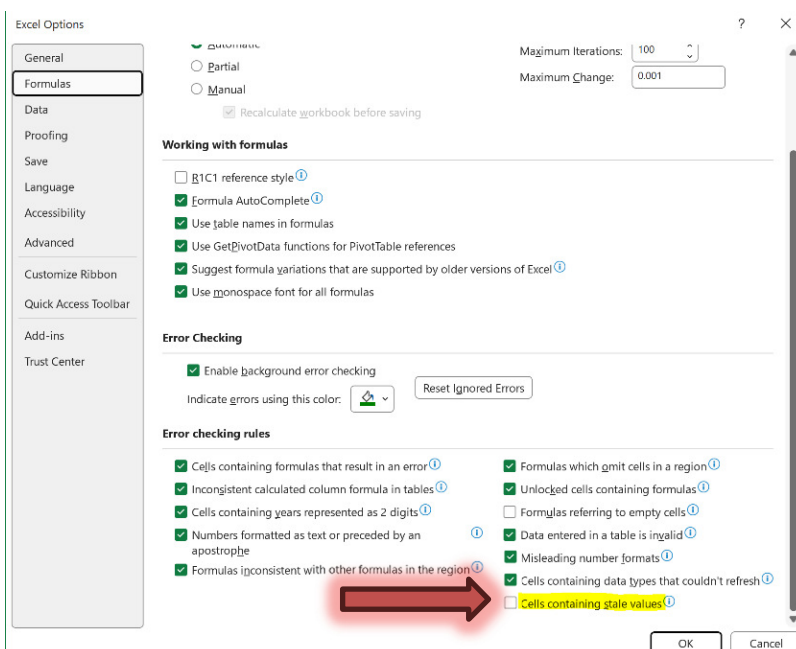 Excel Options
?
General
Formulas
Data
Proofing
Save
Language
Accessibility
Advanced
Customize Ribbon
Quick Access Toolbar
Add-ins
Trust Center
Automatic
Partial
Manual
Recalculate workbook before saving
Maximum Iterations: 100
Maximum Change: 0.001
Working with formulas
R1C1 reference style
Formula AutoComplete
Use table names in formulas
Use GetPivotData functions for PivotTable references
Suggest formula variations that are supported by older versions of Excel
Use monospace font for all formulas
Error Checking
Enable background error checking
Indicate errors using this color:
Reset Ignored Errors
Error checking rules
Cells containing formulas that result in an error
Inconsistent calculated column formula in tables
Cells containing years represented as 2 digits
Numbers formatted as text or preceded by an
apostrophe
Formulas inconsistent with other formulas in the region
Formulas which omit cells in a region
Unlocked cells containing formulas
Formulas referring to empty cells
Data entered in a table is invalid
Misleading number formats
Cells containing data types that couldn't refresh
Cells containing stale values
OK
Cancel